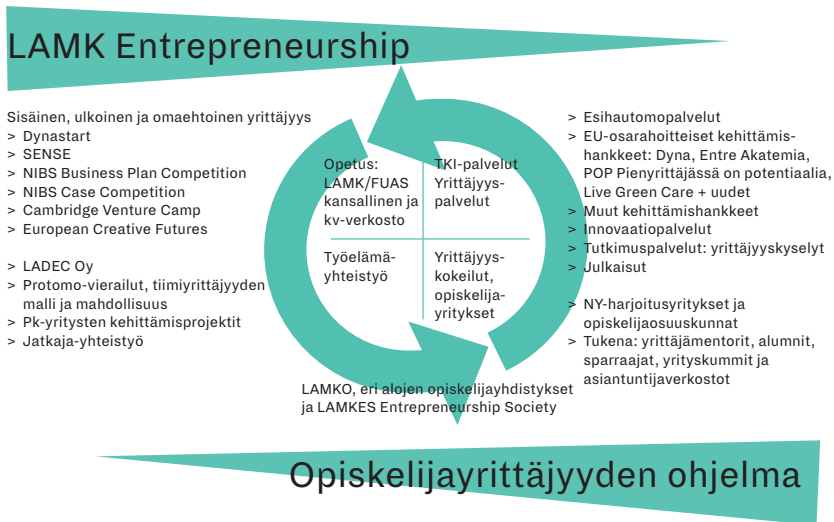 LAMK Entrepreneurship
Sisäinen, ulkoinen ja omaehtoinen yrittäjyys
> Dynastart
> SENSE
> NIBS Business Plan Competition
> NIBS Case Competition
> Cambridge Venture Camp
> European Creative Futures
> LADEC Oy
> Protomo-vierailut, tiimiyrittäjyyden
malli ja mahdollisuus
> Pk-yritysten kehittämisprojektit
> Jatkaja-yhteistyö
Opetus:
LAMK/FUAS
kansallinen ja
kv-verkosto
TKI-palvelut
Yrittäjyys-
palvelut
Työelämä-
yhteistyö
Yrittäjyys-
kokeilut,
opiskelija-
yritykset
> Esihautomopalvelut
> EU-osarahoitteiset kehittämis-
hankkeet: Dyna, Entre Akatemia,
POP Pienyrittäjässä on potentiaalia,
Live Green Care + uudet
> Muut kehittämishankkeet
> Innovaatiopalvelut
> Tutkimuspalvelut: yrittäjyyskyselyt
> Julkaisut
> NY-harjoitusyritykset ja
opiskelijaosuuskunnat
> Tukena: yrittäjämentorit, alumnit,
sparraajat, yrityskummit ja
asiantuntijaverkostot
LAMKO, eri alojen opiskelijayhdistykset
ja LAMKES Entrepreneurship Society
Opiskelijayrittäjyyden ohjelma